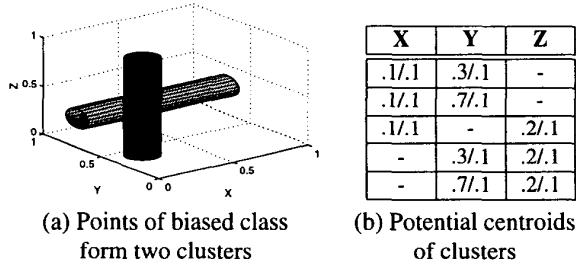 1
0.5
Z
0
1
0.5
Y
0
0
0.5
X
1
(a) Points of biased class
form two clusters
X Y Z
.1/.1 .3/.1 -
.1/.1 .7/.1 -
.1/.1 - .2/.1
- .3/.1 .2/.1
- .7/.1 .2/.1
(b) Potential centroids
of clusters